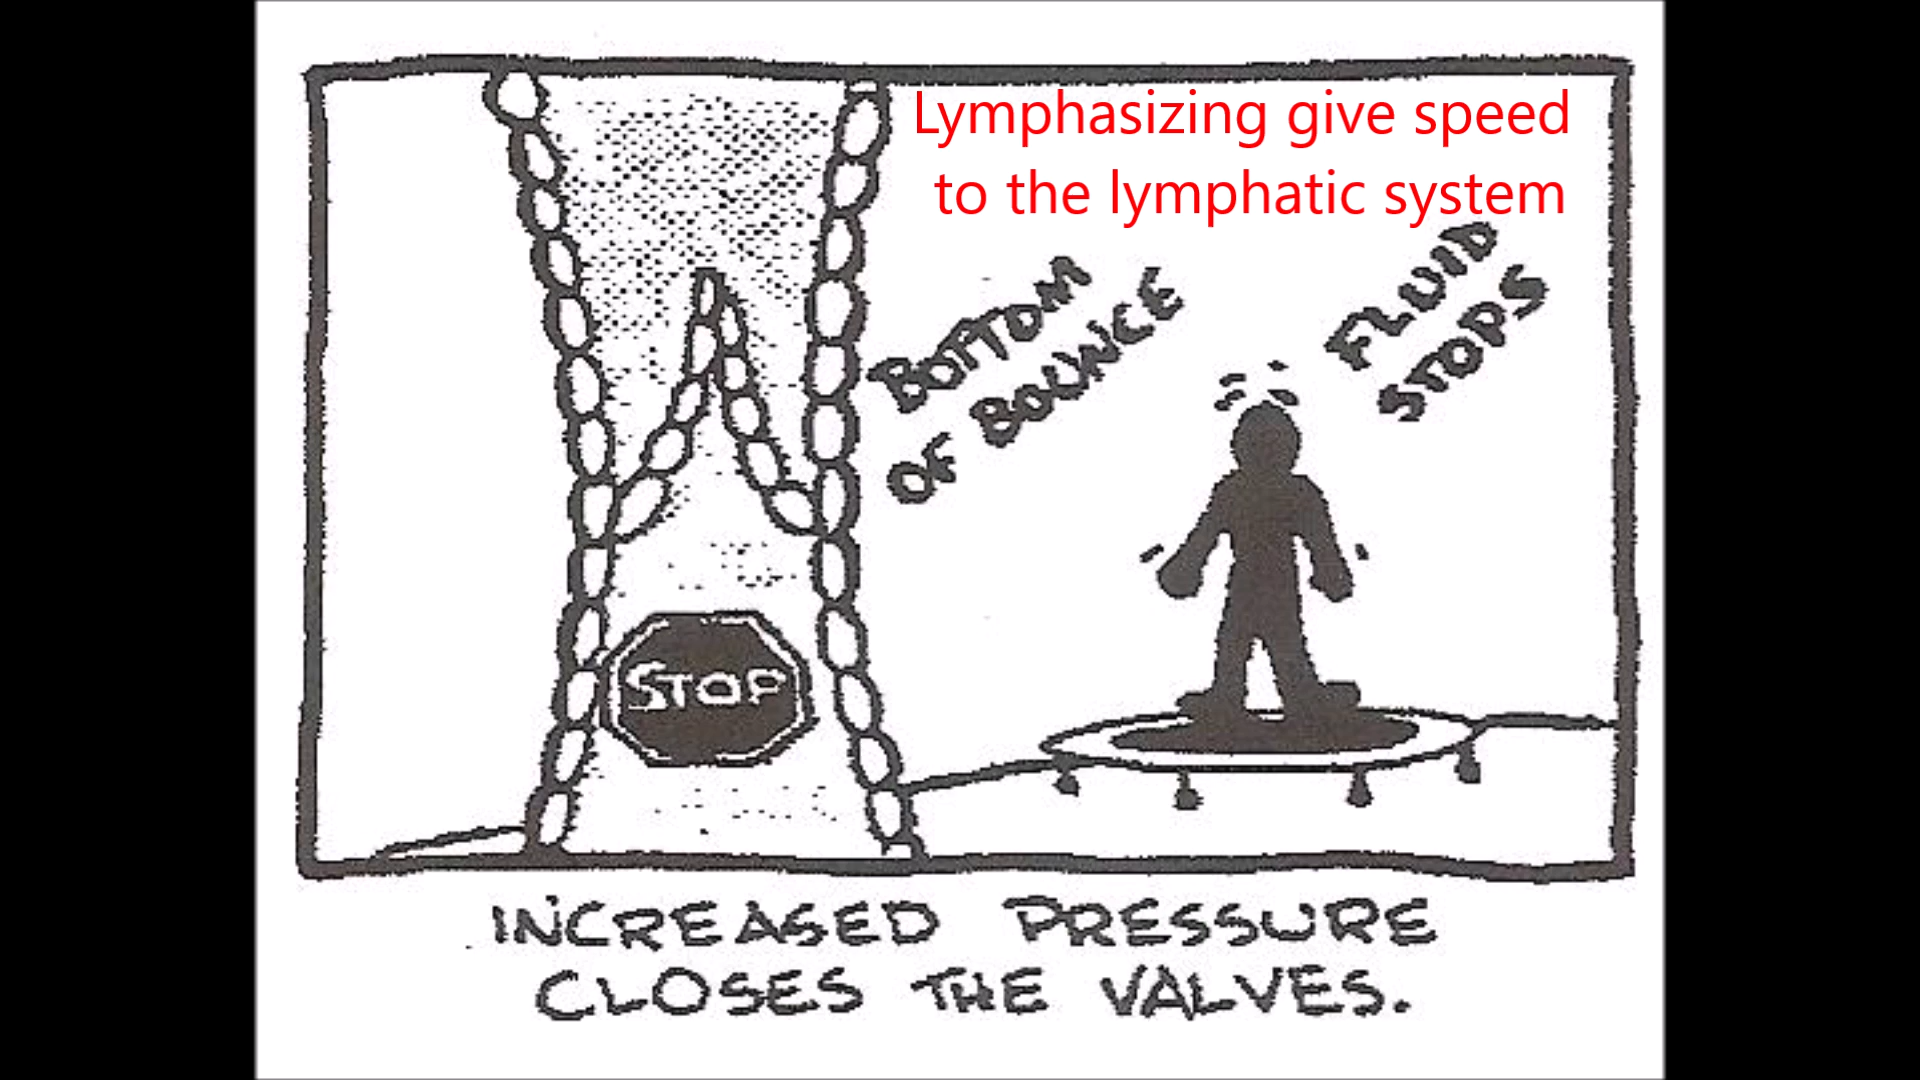 Lymphasizing give speed
to the lymphatic system
BOTTOM
OF BOUNCE
FLUID
STOPS
STOP
INCREASED PRESSURE
CLOSES THE VALVES.